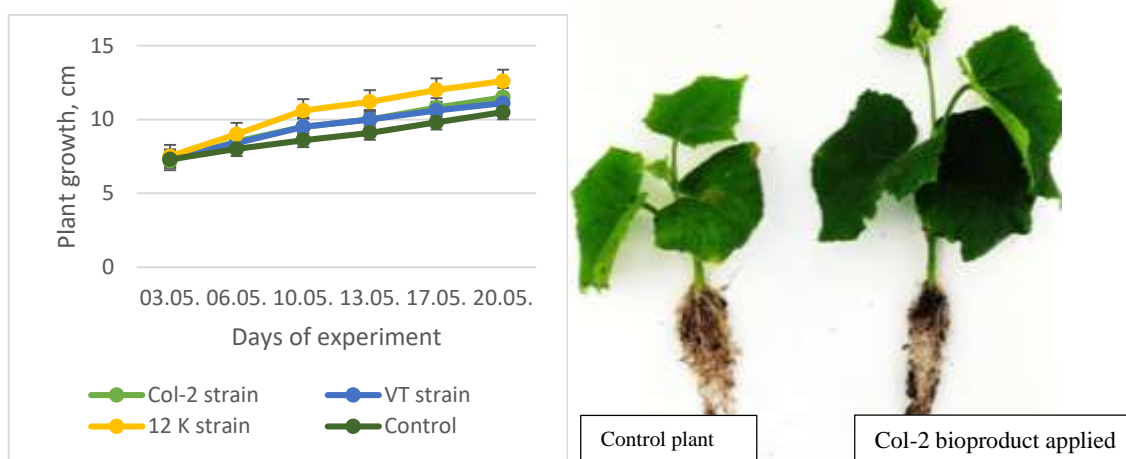 15
10
5
0
Plant growth, cm
03.05. 06.05. 10.05. 13.05. 17.05. 20.05.
Days of experiment
Col-2 strain VT strain
12 K strain Control
Control plant
Col-2 bioproduct applied